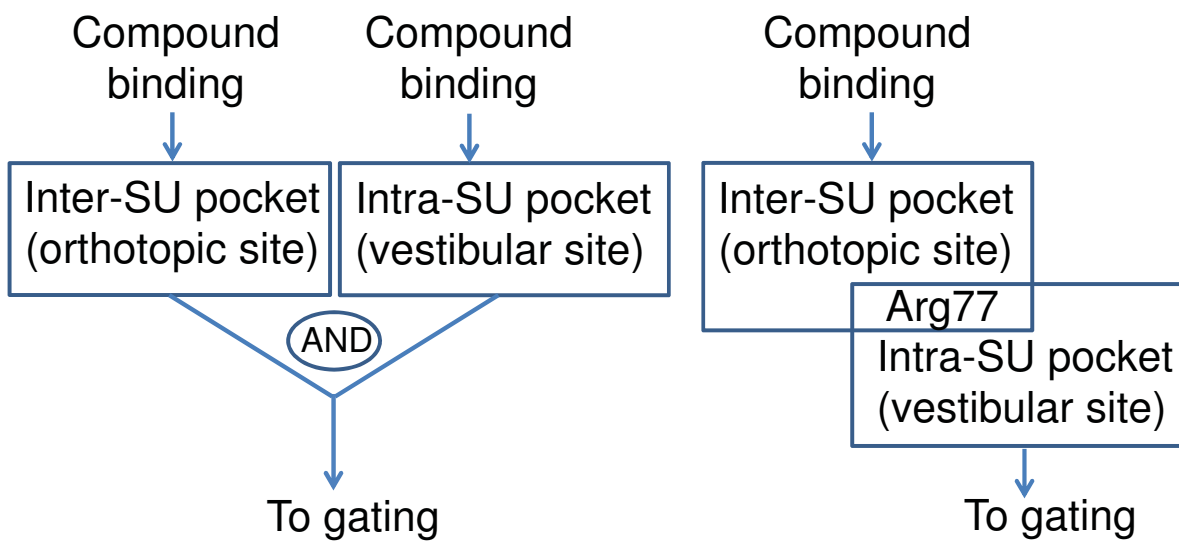 Compound
binding
Compound
binding
Compound
binding
Inter-SU pocket
(orthotopic site)
Intra-SU pocket
(vestibular site)
Inter-SU pocket
(orthotopic site)
AND
Arg77
Intra-SU pocket
(vestibular site)
To gating
To gating